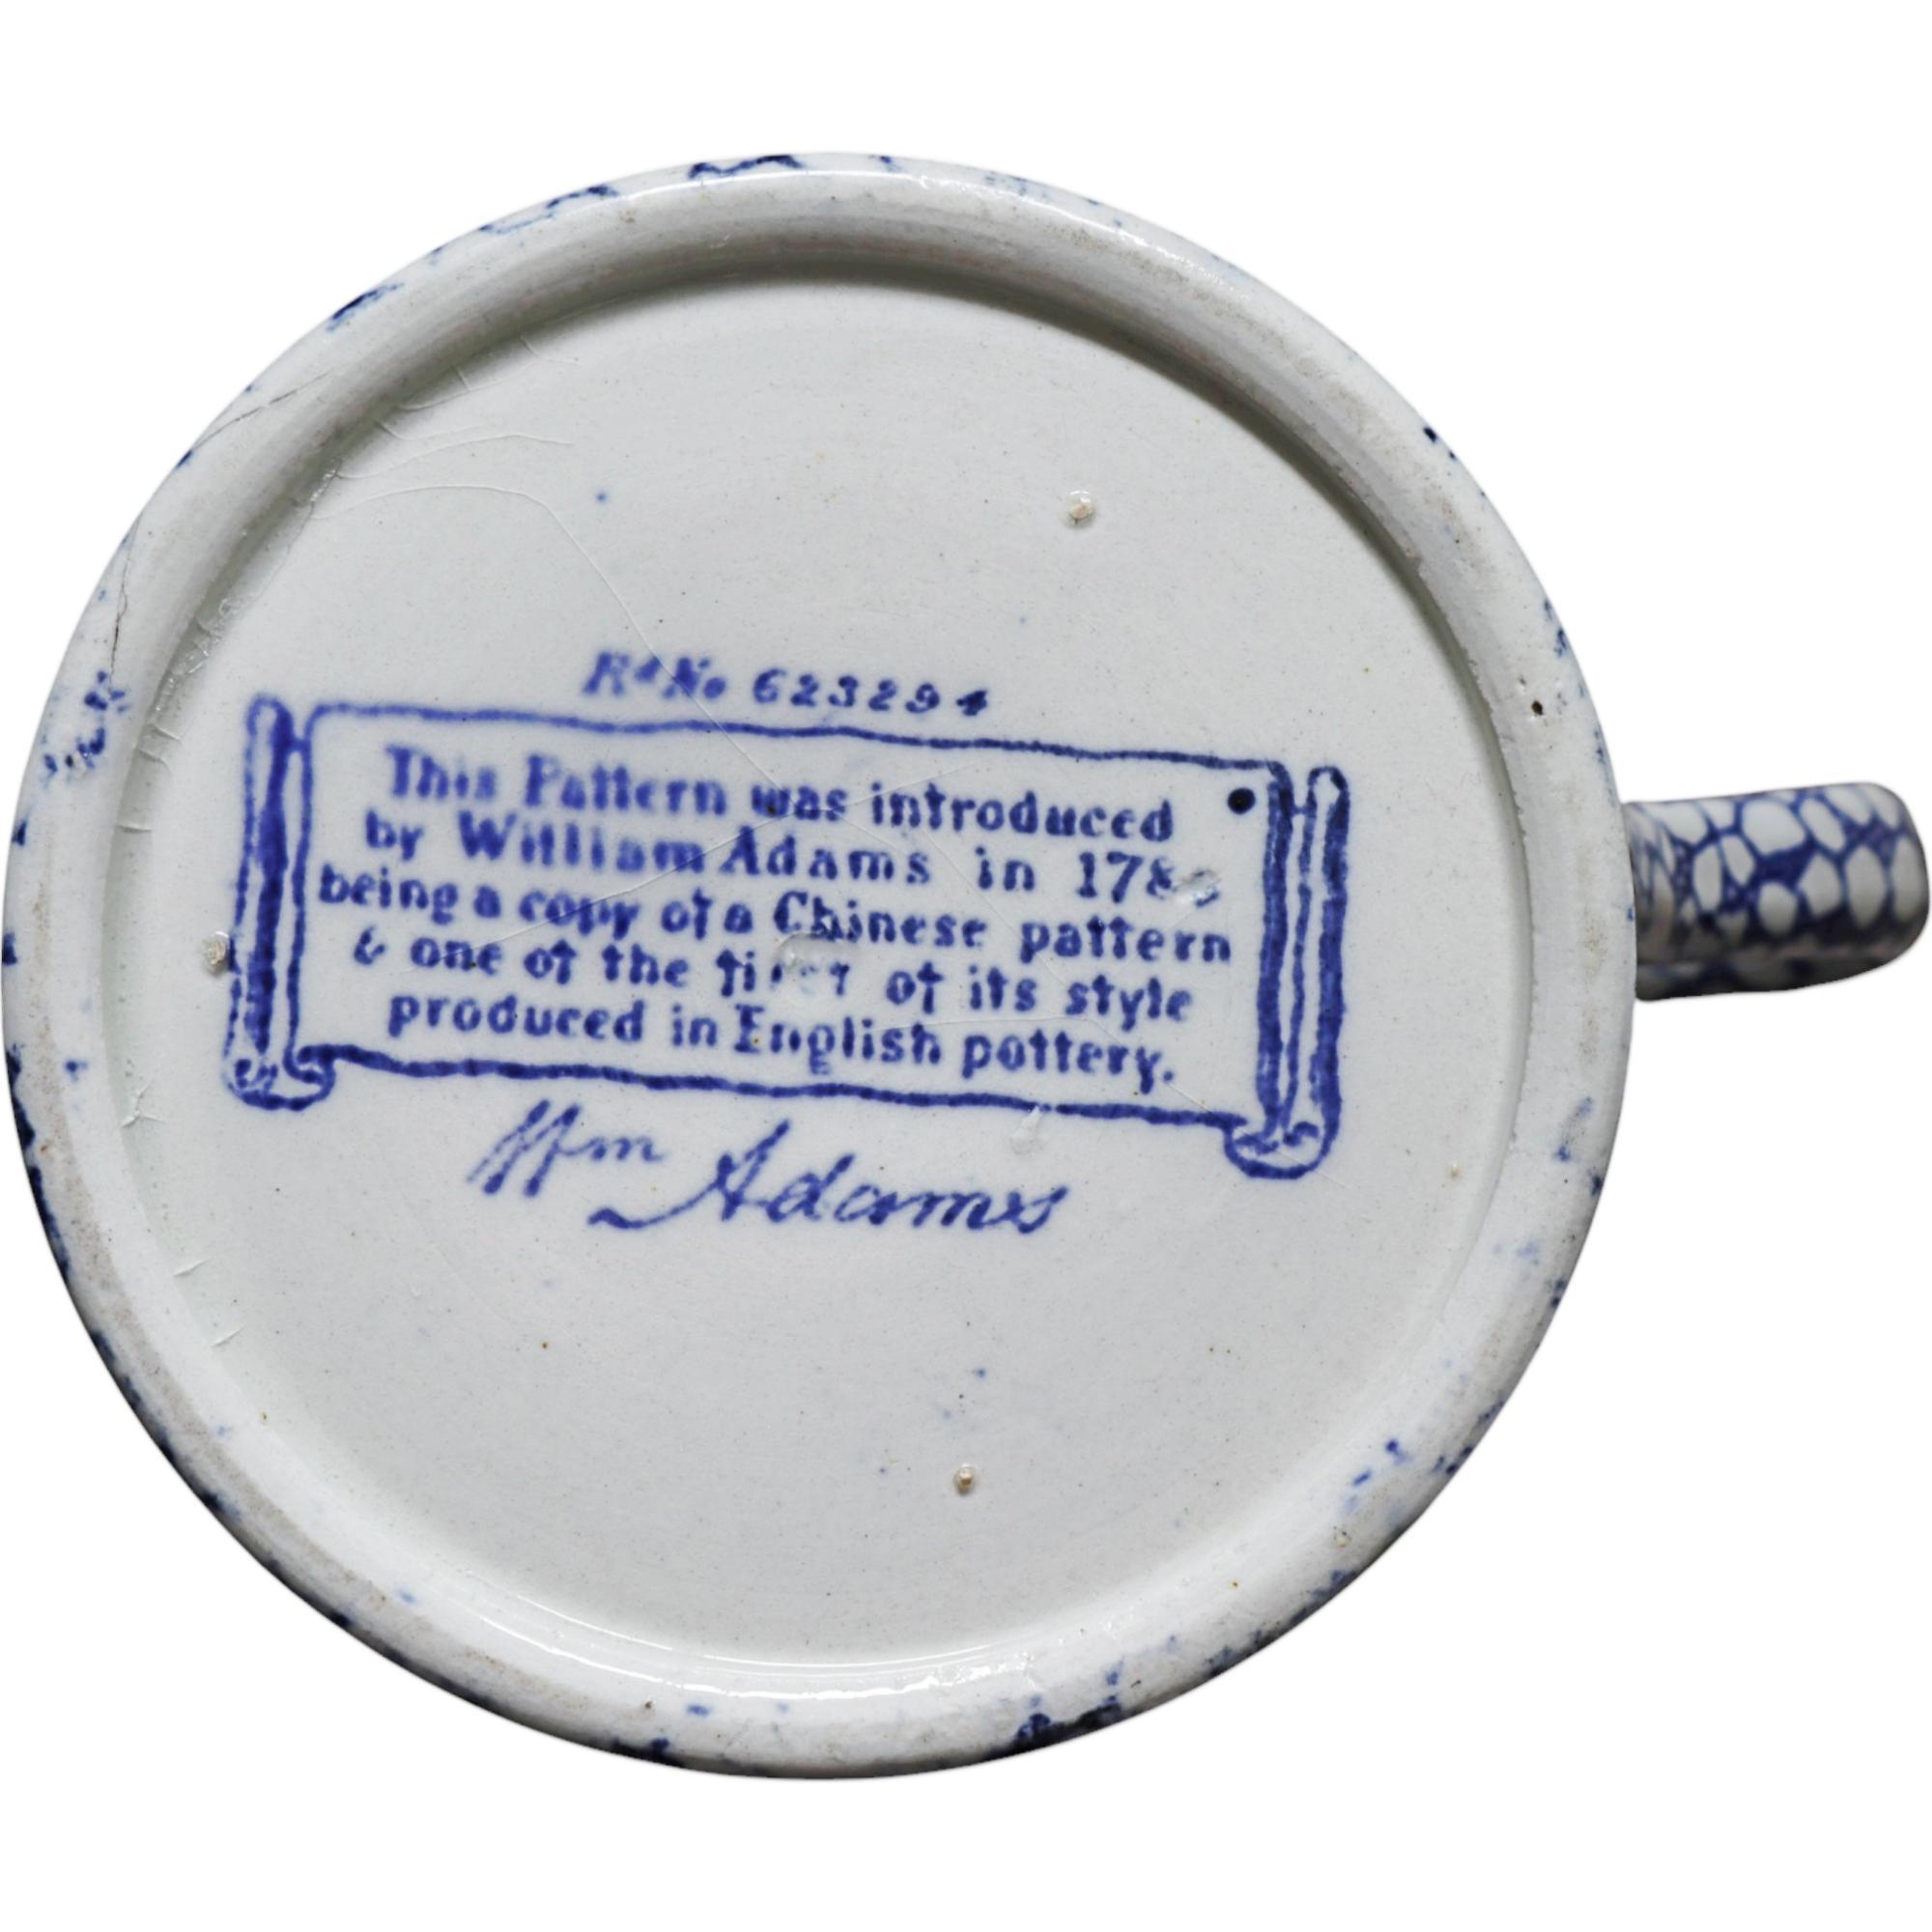 Rd No 623294
This Pattern was introduced
by William Adams in
being a copy of a Chinese pattern
& one of the first of its style
produced in English pottery.
Wm Adams